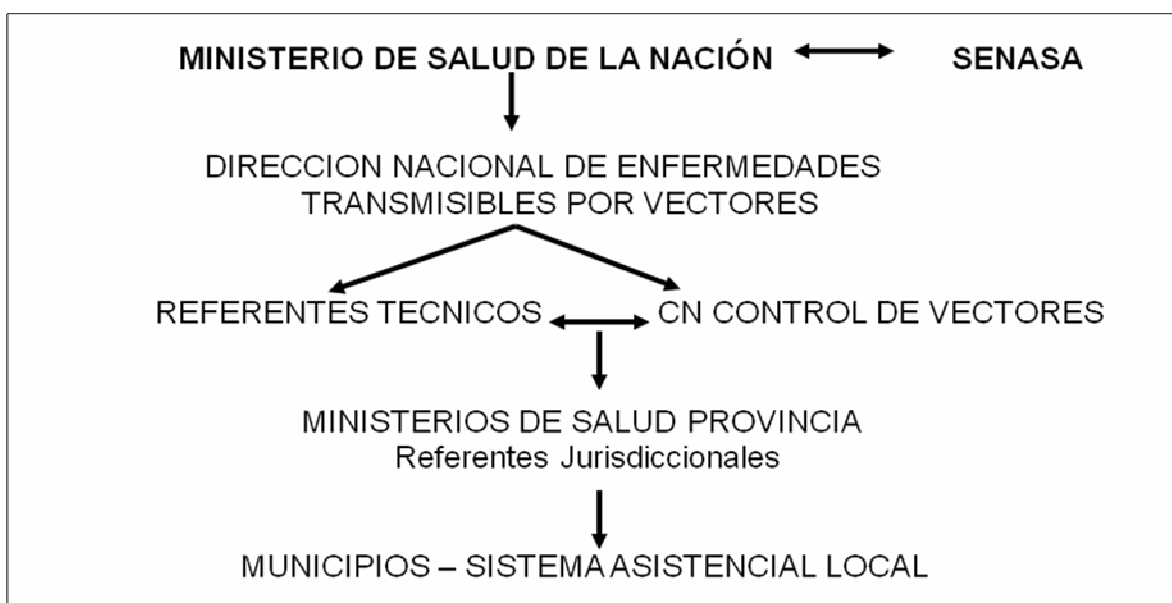 MINISTERIO DE SALUD DE LA NACIÓN SENASA
DIRECCION NACIONAL DE ENFERMEDADES
TRANSMISIBLES POR VECTORES
REFERENTES TECNICOS CN CONTROL DE VECTORES
MINISTERIOS DE SALUD PROVINCIA
Referentes Jurisdiccionales
MUNICIPIOS – SISTEMA ASISTENCIAL LOCAL